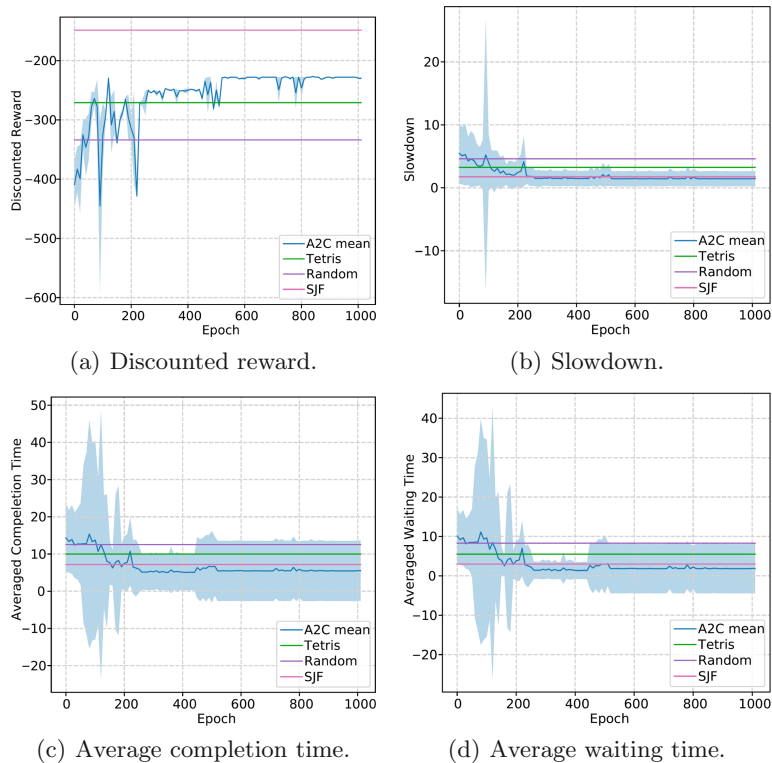 −200
−300
−400
−500
−600
Discounted Reward
0 200 400 600 800 1000
Epoch
A2C mean
Tetris
Random
SJF
(a) Discounted reward.
20
10
0
−10
Slowdown
0 200 400 600 800 1000
Epoch
A2C mean
Tetris
Random
SJF
(b) Slowdown.
50
40
30
20
10
0
−10
−20
Averaged Compeletion Time
0 200 400 600 800 1000
Epoch
A2C mean
Tetris
Random
SJF
(c) Average completion time.
40
30
20
10
0
−10
−20
Averaged Waiting Time
0 200 400 600 800 1000
Epoch
A2C mean
Tetris
Random
SJF
(d) Average waiting time.